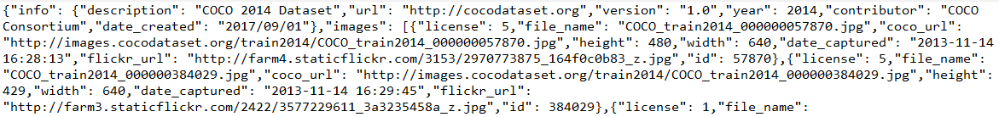 {"info": {"description": "COCO 2014 Dataset","url": "http://cocodataset.org","version": "1.0","year": 2014,"contributor": "COCO
Consortium","date_created": "2017/09/01"},"images": [{"license": 5,"file_name": "COCO_train2014_000000057870.jpg","coco_url":
"http://images.cocodataset.org/train2014/COCO_train2014_000000057870.jpg","height": 480,"width": 640,"date_captured": "2013-11-14
16:28:13","flickr_url": "http://farm4.staticflickr.com/3153/2970773875_164f0c0b83_z.jpg","id": 57870},{"license": 5,"file_name":
"COCO_train2014_000000384029.jpg","coco_url": "http://images.cocodataset.org/train2014/COCO_train2014_000000384029.jpg","height":
429,"width": 640,"date_captured": "2013-11-14 16:29:45","flickr_url":
"http://farm3.staticflickr.com/2422/3577229611_3a3235458a_z.jpg","id": 384029},{"license": 1,"file_name":